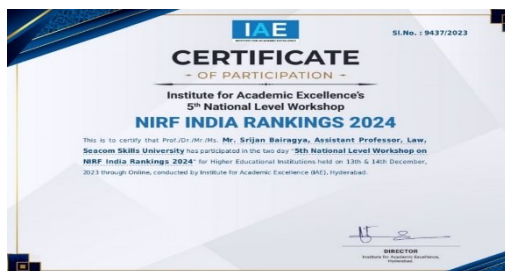 IAE
INSTITUTE FOR ACADEMIC EXCELLENCE
Sl.No. : 9437/2023
CERTIFICATE
- OF PARTICIPATION -
Institute for Academic Excellence's
5th National Level Workshop
NIRF INDIA RANKINGS 2024
This is to certify that Prof./Dr./Mr./Ms. Mr. Srijan Bairagya, Assistant Professor, Law,
Seacom Skills University has participated in the two day "5th National Level Workshop on
NIRF India Rankings 2024" for Higher Educational Institutions held on 13th & 14th December,
2023 through Online, conducted by Institute for Academic Excellence (IAE), Hyderabad.
DIRECTOR
Institute for Academic Excellence,
Hyderabad.